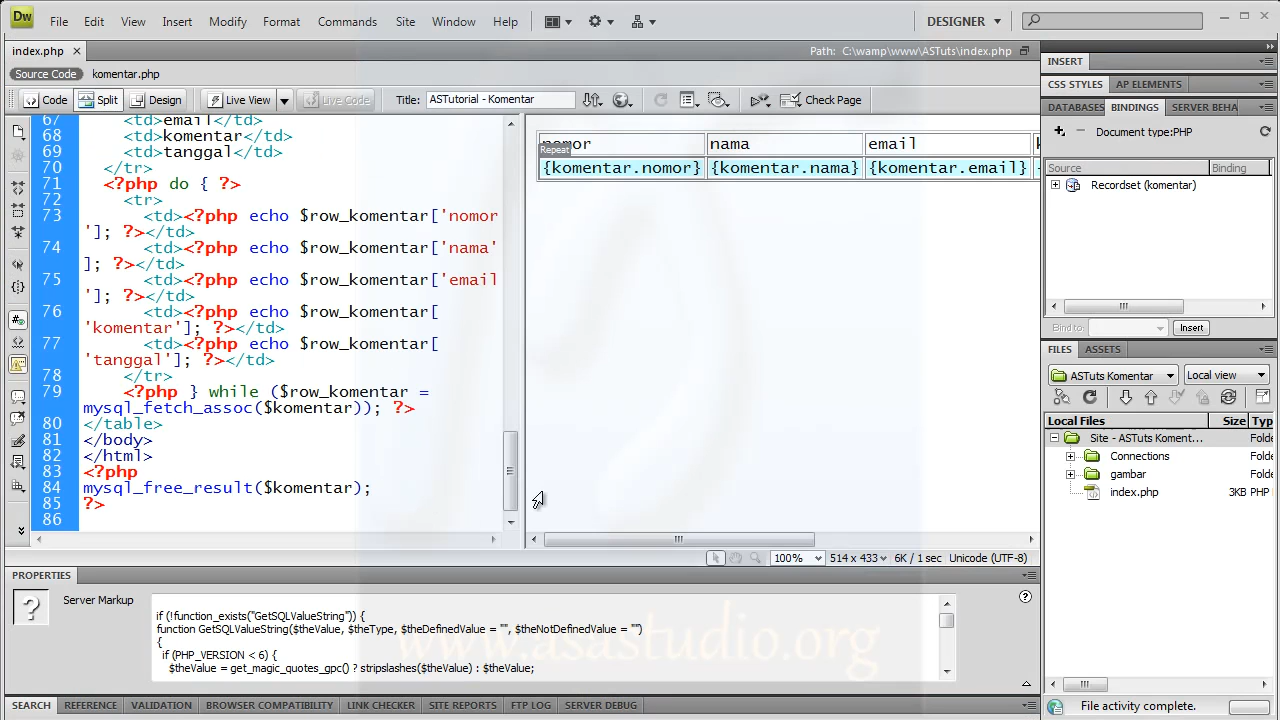 Dw File Edit View Insert Modify Format Commands Site Window Help DESIGNER
index.php Path: C:\wamp\www\ASTuts\index.php
Source Code komentar.php
Code Split Design Live View Live Code Title: ASTutorial - Komentar Check Page
67 <td>email</td>
68 <td>komentar</td>
69 <td>tanggal</td>
70 </tr>
71 <?php do { ?>
72 <tr>
73 <td><?php echo $row_komentar['nomor
']; ?></td>
74 <td><?php echo $row_komentar['nama'
]; ?></td>
75 <td><?php echo $row_komentar['email
']; ?></td>
76 <td><?php echo $row_komentar[
'komentar']; ?></td>
77 <td><?php echo $row_komentar[
'tanggal']; ?></td>
78 </tr>
79 <?php } while ($row_komentar =
mysql_fetch_assoc($komentar)); ?>
80 </table>
81 </body>
82 </html>
83 <?php
84 mysql_free_result($komentar);
85 ?>
86
nomor nama email
Repeat
{komentar.nomor} {komentar.nama} {komentar.email}
100% 514 x 433 6K / 1 sec Unicode (UTF-8)
INSERT
CSS STYLES AP ELEMENTS
DATABASES BINDINGS SERVER BEHA
Document type:PHP
Source Binding
Recordset (komentar)
Bind to: Insert
FILES ASSETS
ASTuts Komentar Local view
Local Files Size Typ
Site - ASTuts Koment... Folde
Connections Folde
gambar Folde
index.php 3KB PHP
File activity complete.
PROPERTIES
Server Markup
if (!function_exists("GetSQLValueString")) {
function GetSQLValueString($theValue, $theType, $theDefinedValue = "", $theNotDefinedValue = "")
{
if (PHP_VERSION < 6) {
$theValue = get_magic_quotes_gpc() ? stripslashes($theValue) : $theValue;
www.asastudio.org
SEARCH REFERENCE VALIDATION BROWSER COMPATIBILITY LINK CHECKER SITE REPORTS FTP LOG SERVER DEBUG